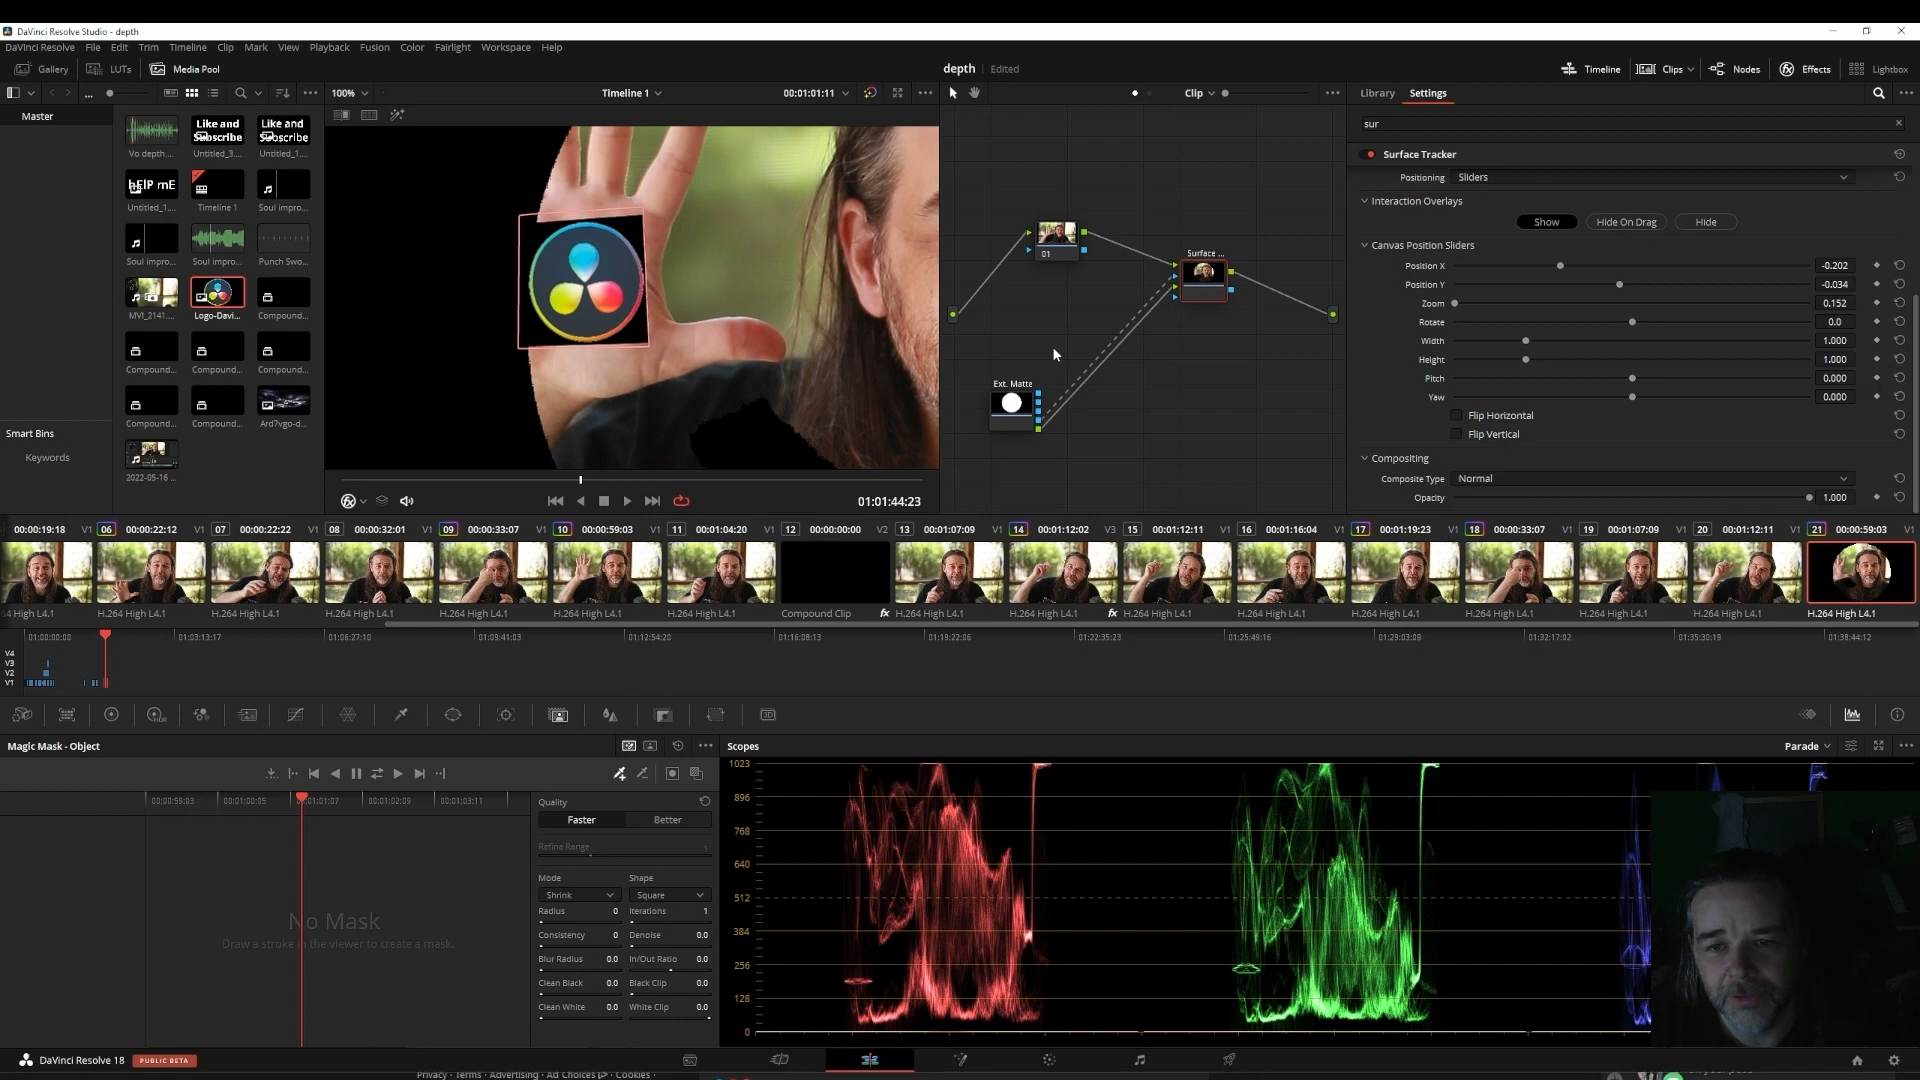 DaVinci Resolve Studio - depth
DaVinci Resolve File Edit Trim Timeline Clip Mark View Playback Fusion Color Fairlight Workspace Help
Gallery LUTs Media Pool depth Edited Timeline Clips Nodes Effects Lightbox
100% Timeline 1 00:01:01:11 Clip Library Settings
Master
sur
Surface Tracker
Positioning Sliders
Interaction Overlays
Show Hide On Drag Hide
Canvas Position Sliders
Position X -0.202
Position Y -0.034
Zoom 0.152
Rotate 0.0
Width 1.000
Height 1.000
Pitch 0.000
Yaw 0.000
Flip Horizontal
Flip Vertical
Compositing
Composite Type Normal
Opacity 1.000
Like and Subscribe
Like and Subscribe
Vo depth.... Untitled_3.... Untitled_1....
hElP mE
Untitled_1.... Timeline 1 Soul impro...
Soul impro... Soul impro... Punch Swo...
MVI_2141.... Logo-Davi... Compound...
Compound... Compound... Compound...
Compound... Compound... Ard7vgo-d...
2022-05-16 ...
Smart Bins
Keywords
01
Surface ...
Ext. Matte
01:01:44:23
00:00:19:18 V1 06 00:00:22:12 V1 07 00:00:22:22 V1 08 00:00:32:01 V1 09 00:00:33:07 V1 10 00:00:59:03 V1 11 00:01:04:20 V1 12 00:00:00:00 V2 13 00:01:07:09 V1 14 00:01:12:02 V3 15 00:01:12:11 V1 16 00:01:16:04 V1 17 00:01:19:23 V1 18 00:00:33:07 V1 19 00:01:07:09 V1 20 00:01:12:11 V1 21 00:00:59:03 V1
64 High L4.1 H.264 High L4.1 H.264 High L4.1 H.264 High L4.1 H.264 High L4.1 H.264 High L4.1 H.264 High L4.1 Compound Clip fx H.264 High L4.1 H.264 High L4.1 fx H.264 High L4.1 H.264 High L4.1 H.264 High L4.1 H.264 High L4.1 H.264 High L4.1 H.264 High L4.1 H.264 High L4.1
01:00:00:00 01:03:13:17 01:06:27:10 01:09:41:03 01:12:54:20 01:16:08:13 01:19:22:06 01:22:35:23 01:25:49:16 01:29:03:09 01:32:17:02 01:35:30:19 01:38:44:12
V4
V3
V2
V1
Magic Mask - Object
00:00:59:03 00:01:00:05 00:01:01:07 00:01:02:09 00:01:03:11
No Mask
Draw a stroke in the viewer to create a mask.
Quality
Faster Better
Refine Range 1
Mode Shape
Shrink Square
Radius 0 Iterations 1
Consistency 0 Denoise 0.0
Blur Radius 0.0 In/Out Ratio 0.0
Clean Black 0.0 Black Clip 0.0
Clean White 0.0 White Clip 0.0
Scopes Parade
1023
896
768
640
512
384
256
128
0
DaVinci Resolve 18 PUBLIC BETA
Privacy · Terms · Advertising · Ad Choices · Cookies ·